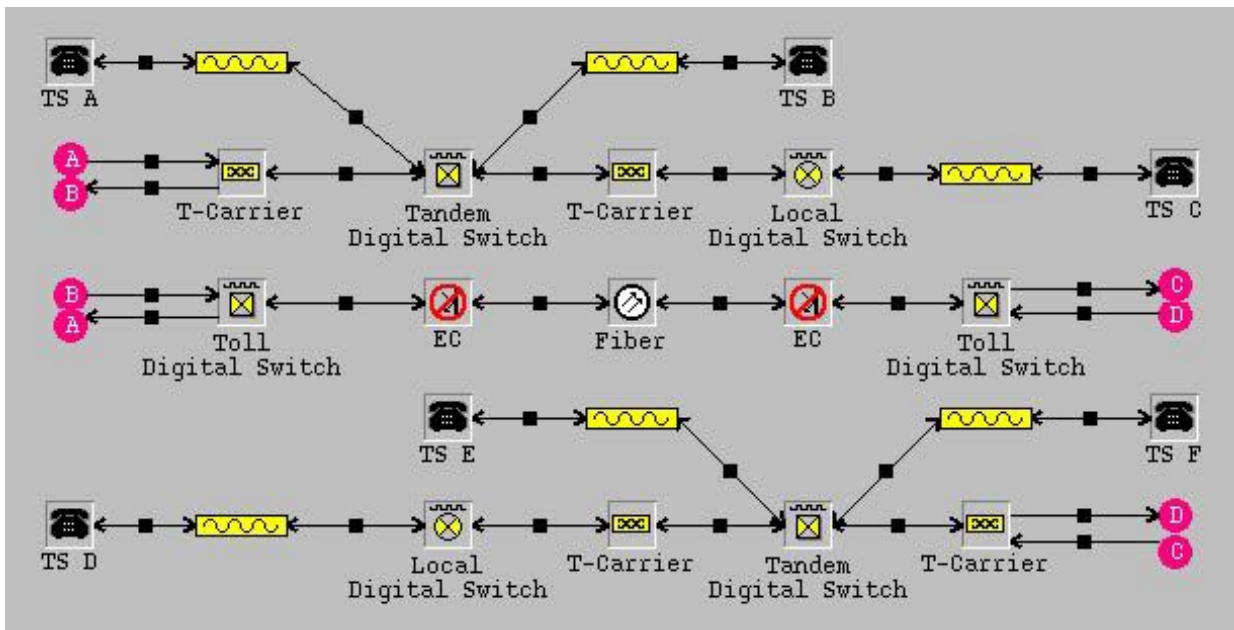 TS A
TS B
A
B
T-Carrier
Tandem
Digital Switch
T-Carrier
Local
Digital Switch
TS C
B
A
Toll
Digital Switch
EC
Fiber
EC
Toll
Digital Switch
C
D
TS E
TS F
TS D
Local
Digital Switch
T-Carrier
Tandem
Digital Switch
T-Carrier
D
C